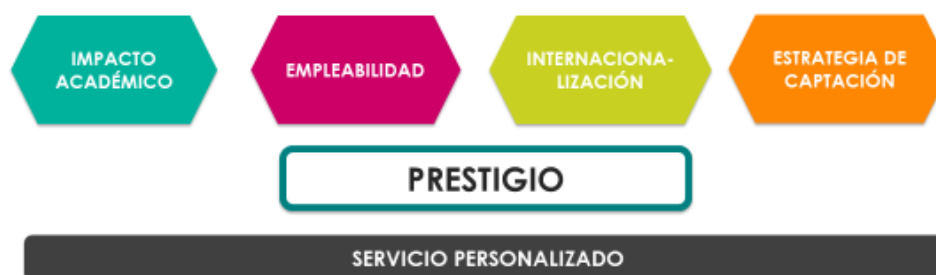 IMPACTO
ACADÉMICO
EMPLEABILIDAD
INTERNACIONA-
LIZACIÓN
ESTRATEGIA DE
CAPTACIÓN
PRESTIGIO
SERVICIO PERSONALIZADO